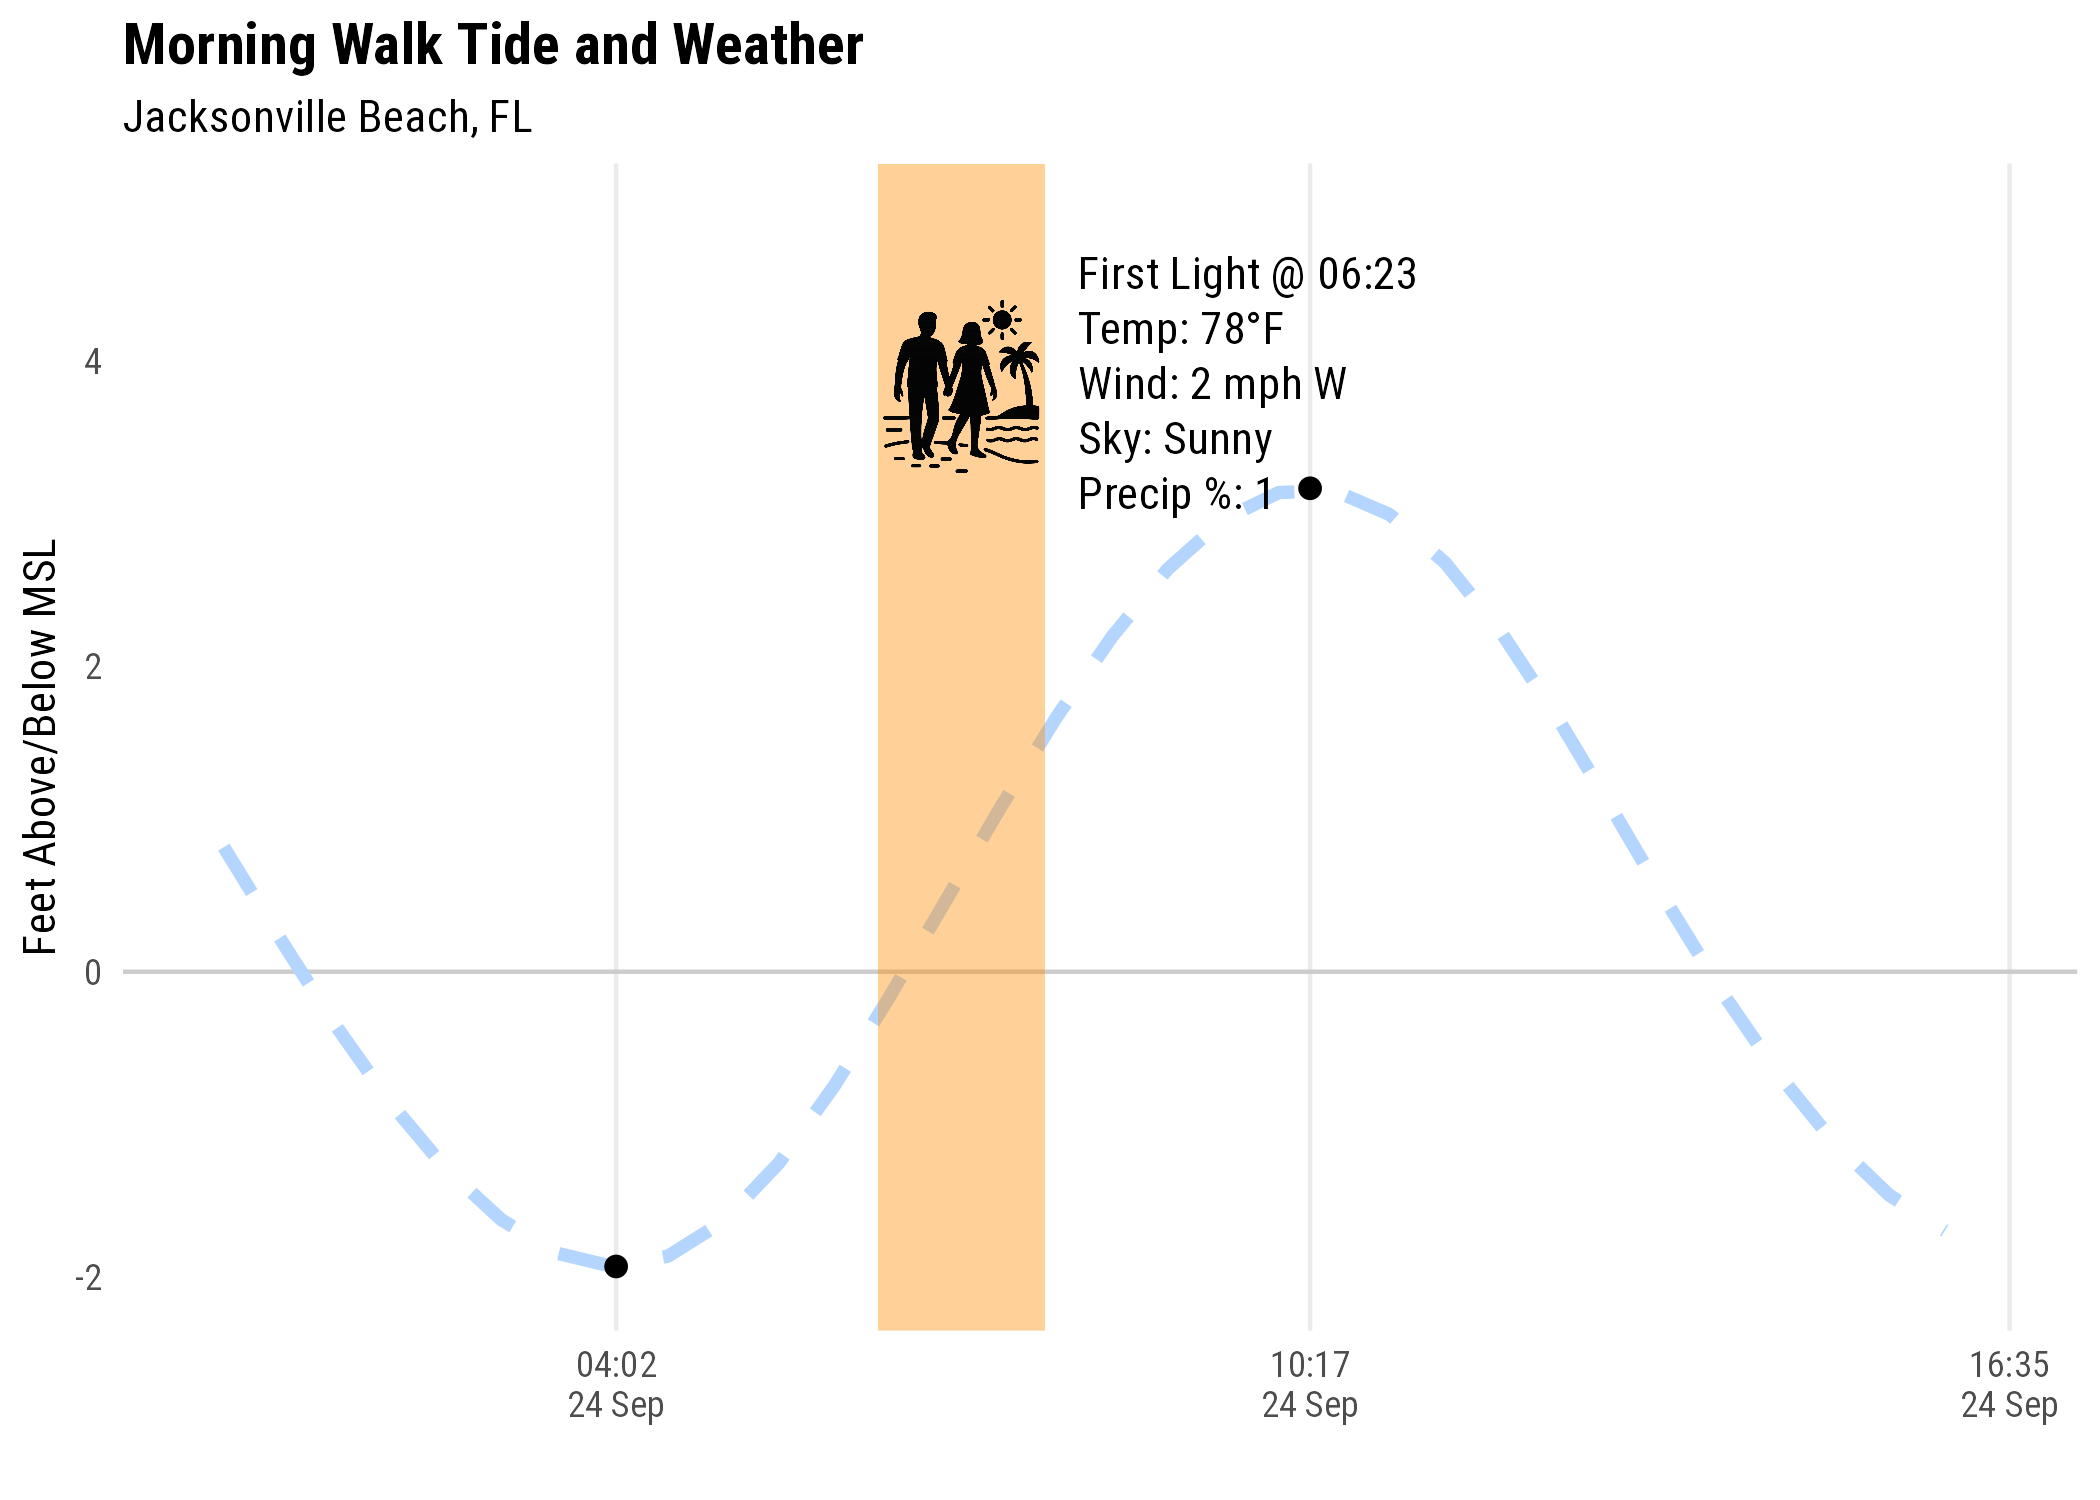 Morning Walk Tide and Weather
Jacksonville Beach, FL
First Light @ 06:23
Temp: 78°F
Wind: 2 mph W
Sky: Sunny
Precip %: 1
Feet Above/Below MSL
4
2
0
-2
04:02
24 Sep
10:17
24 Sep
16:35
24 Sep